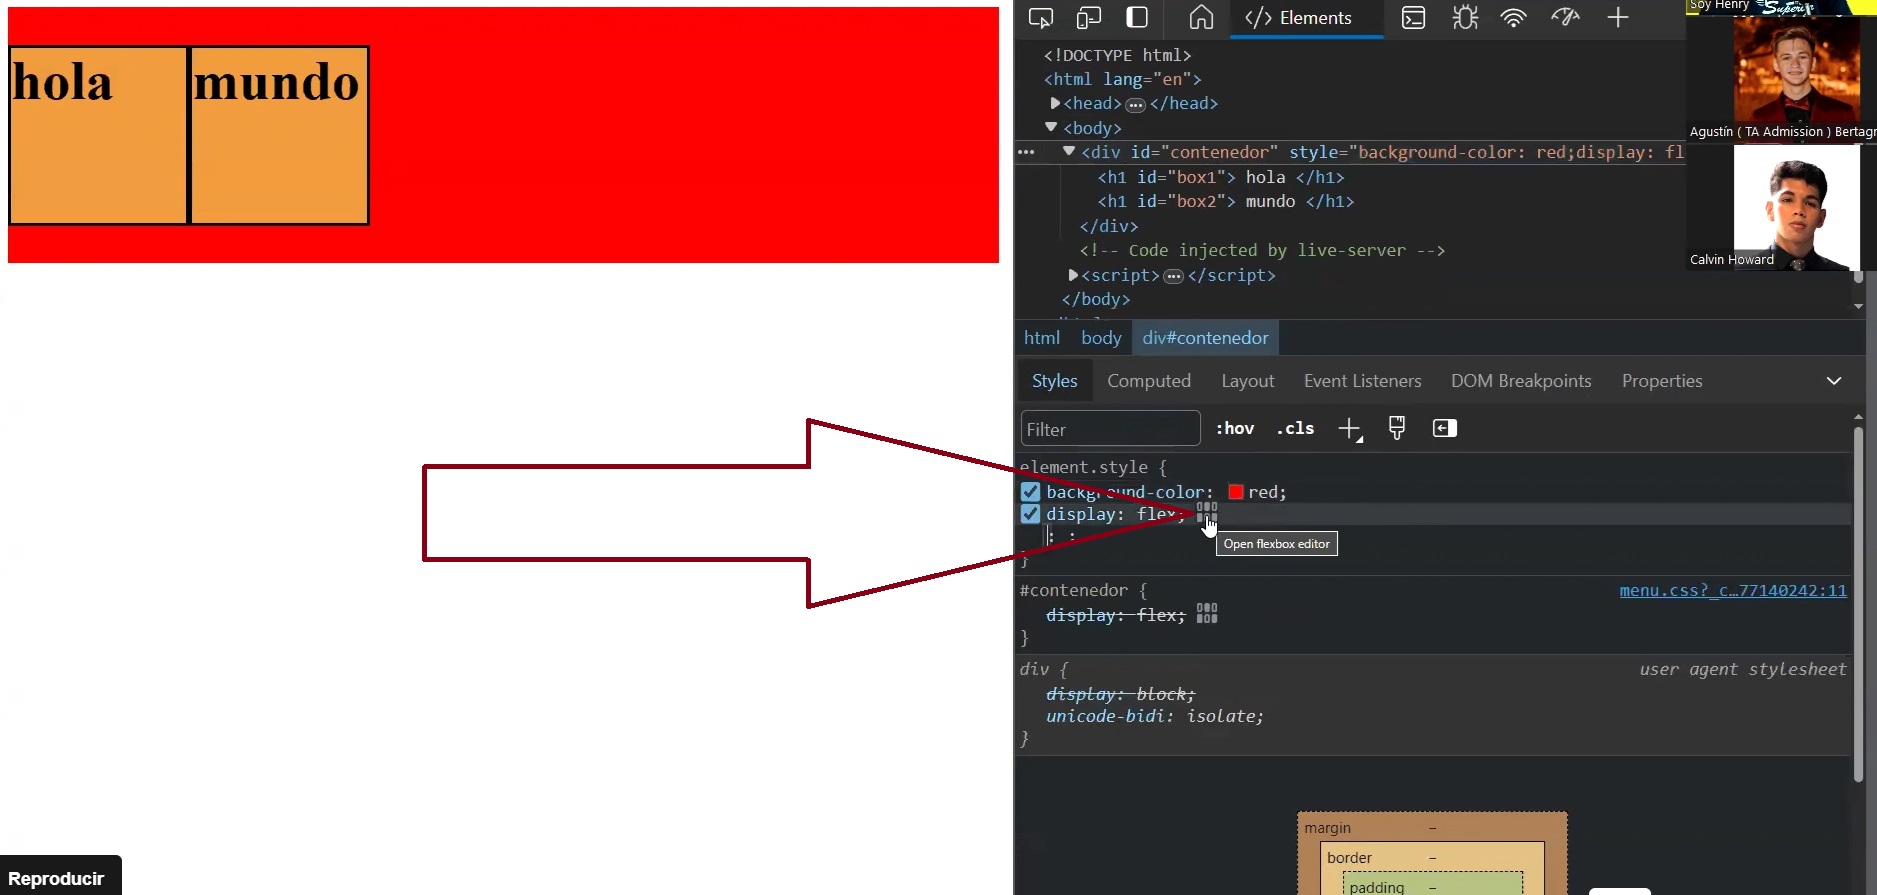 hola
mundo
Elements
<!DOCTYPE html>
<html lang="en">
<head> ••• </head>
<body>
••• <div id="contenedor" style="background-color: red;display: fl
<h1 id="box1"> hola </h1>
<h1 id="box2"> mundo </h1>
</div>
<!-- Code injected by live-server -->
<script> ••• </script>
</body>
Soy Henry
Agustín ( TA Admission ) Bertagn
Calvin Howard
html body div#contenedor
Styles Computed Layout Event Listeners DOM Breakpoints Properties
Filter :hov .cls
element.style {
background-color: red;
display: flex;
: ;
Open flexbox editor
}
#contenedor { menu.css?_c…77140242:11
display: flex;
}
div { user agent stylesheet
display: block;
unicode-bidi: isolate;
}
margin –
border –
padding –
Reproducir